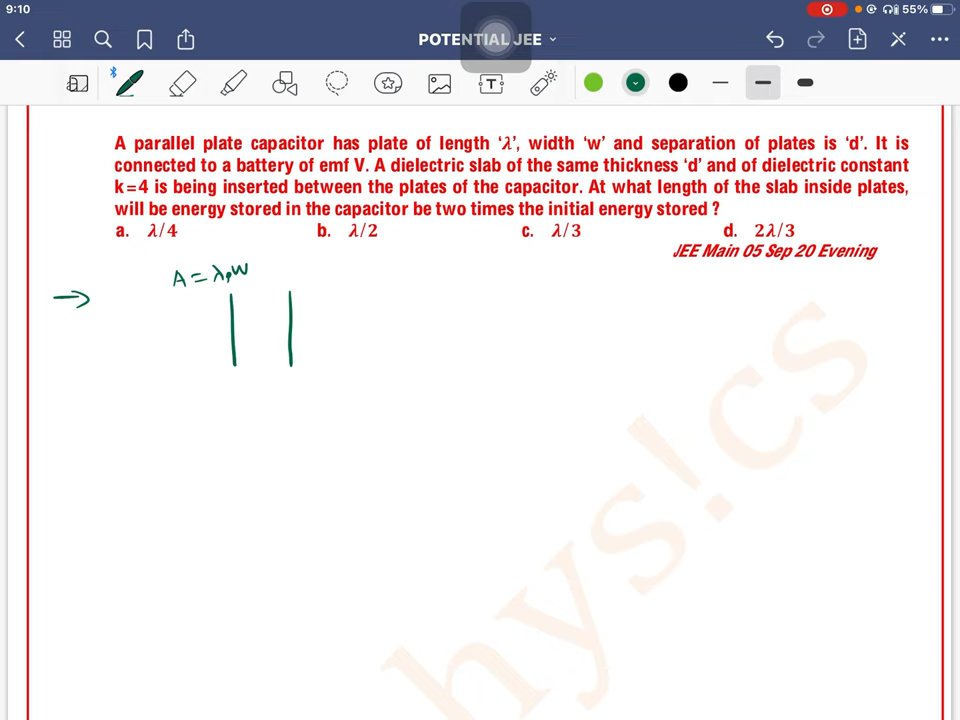 9:10
55%
POTENTIAL JEE
T
A parallel plate capacitor has plate of length ‘λ’, width ‘w’ and separation of plates is ‘d’. It is
connected to a battery of emf V. A dielectric slab of the same thickness ‘d’ and of dielectric constant
k=4 is being inserted between the plates of the capacitor. At what length of the slab inside plates,
will be energy stored in the capacitor be two times the initial energy stored ?
a. λ/4 b. λ/2 c. λ/3 d. 2λ/3
JEE Main 05 Sep 20 Evening
A = λ, w
hys!cs